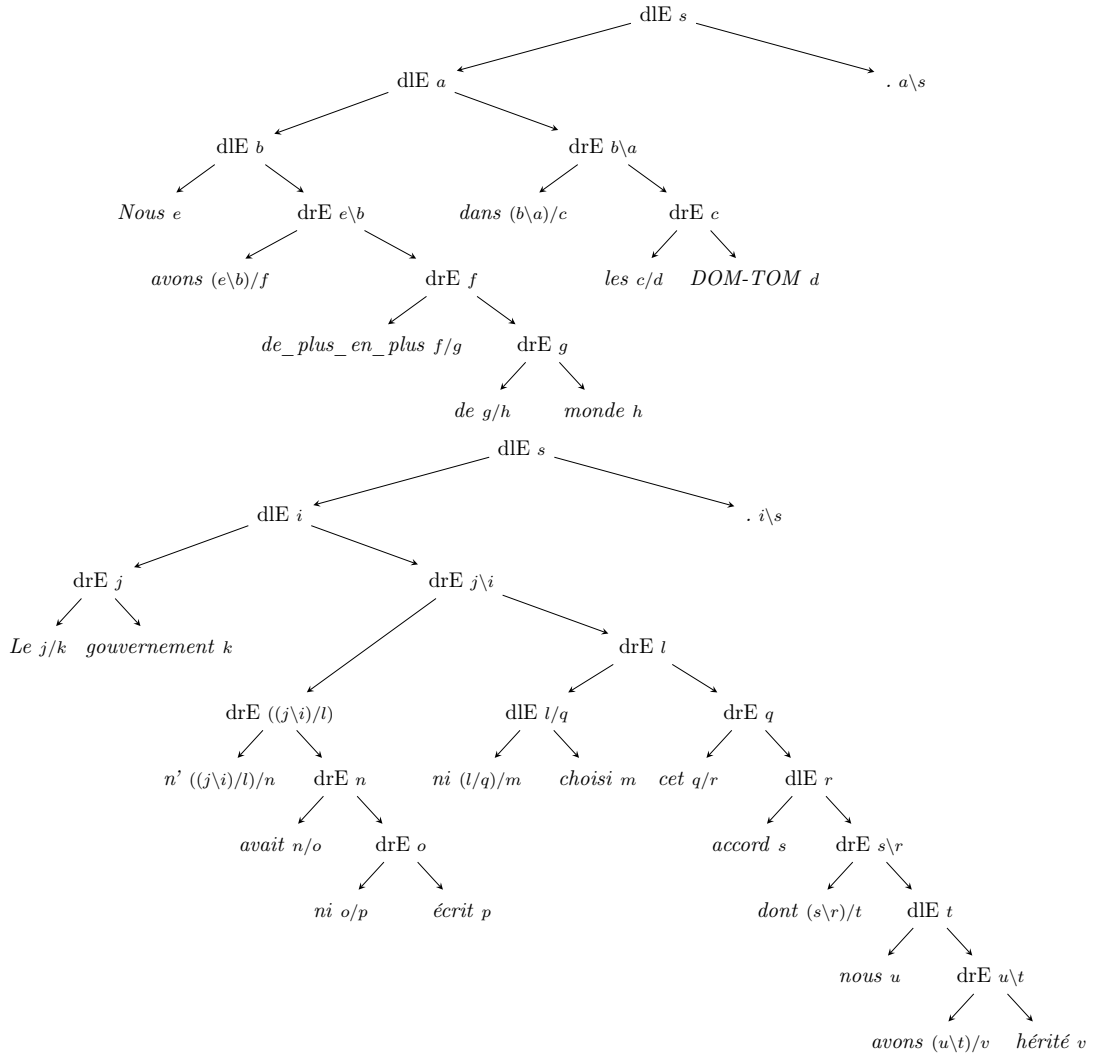 dlE s
dlE a . a\s
dlE b drE b\a
Nous e drE e\b dans (b\a)/c drE c
avons (e\b)/f drE f les c/d DOM-TOM d
de_plus_en_plus f/g drE g
de g/h monde h
dlE s
dlE i . i\s
drE j drE j\i
Le j/k gouvernement k drE l
drE ((j\i)/l) dlE l/q drE q
n' ((j\i)/l)/n drE n ni (l/q)/m choisi m cet q/r dlE r
avait n/o drE o accord s drE s\r
ni o/p écrit p dont (s\r)/t dlE t
nous u drE u\t
avons (u\t)/v hérité v